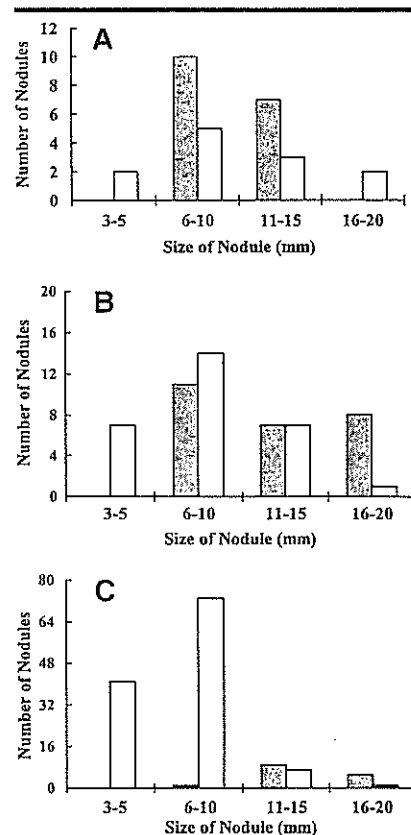 A
Number of Nodules
12
10
8
6
4
2
0
3-5 6-10 11-15 16-20
Size of Nodule (mm)
B
Number of Nodules
20
16
12
8
4
0
3-5 6-10 11-15 16-20
Size of Nodule (mm)
C
Number of Nodules
80
64
48
32
16
0
3-5 6-10 11-15 16-20
Size of Nodule (mm)